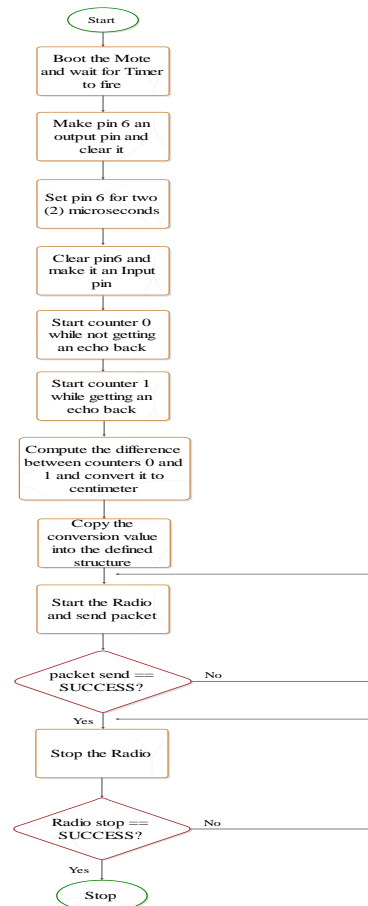 Start
Boot the Mote
and wait for Timer
to fire
Make pin 6 an
output pin and
clear it
Set pin 6 for two
(2) microseconds
Clear pin6 and
make it an Input
pin
Start counter 0
while not getting
an echo back
Start counter 1
while getting an
echo back
Compute the difference
between counters 0 and
1 and convert it to
centimeter
Copy the
conversion value
into the defined
structure
Start the Radio
and send packet
packet send ==
SUCCESS?
No
Yes
Stop the Radio
Radio stop ==
SUCCESS?
No
Yes
Stop